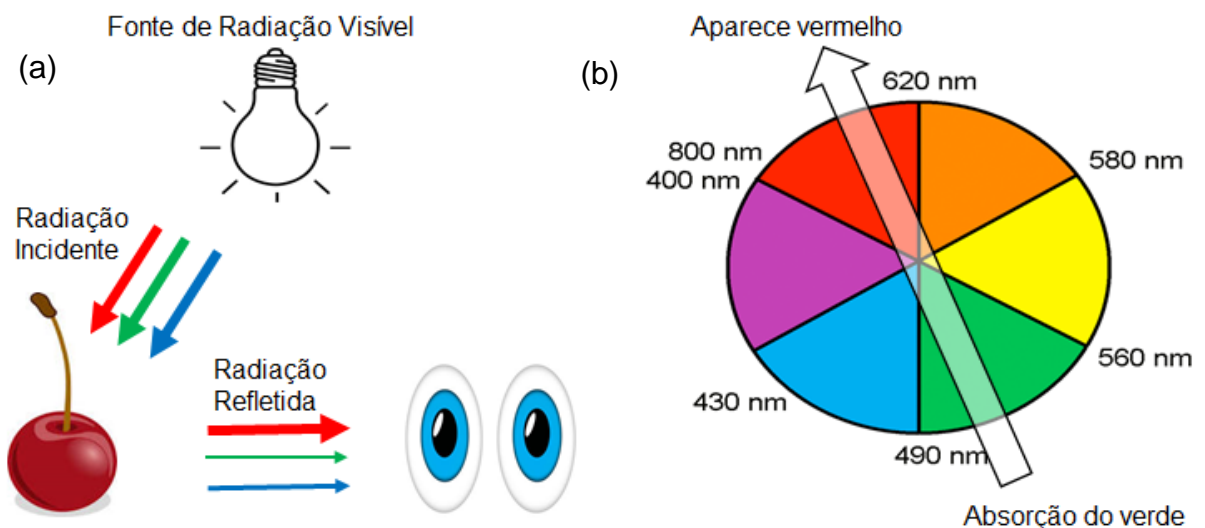 Fonte de Radiação Visível
(a)
Radiação
Incidente
Radiação
Refletida
(b)
Aparece vermelho
620 nm
800 nm
400 nm
580 nm
560 nm
430 nm
490 nm
Absorção do verde